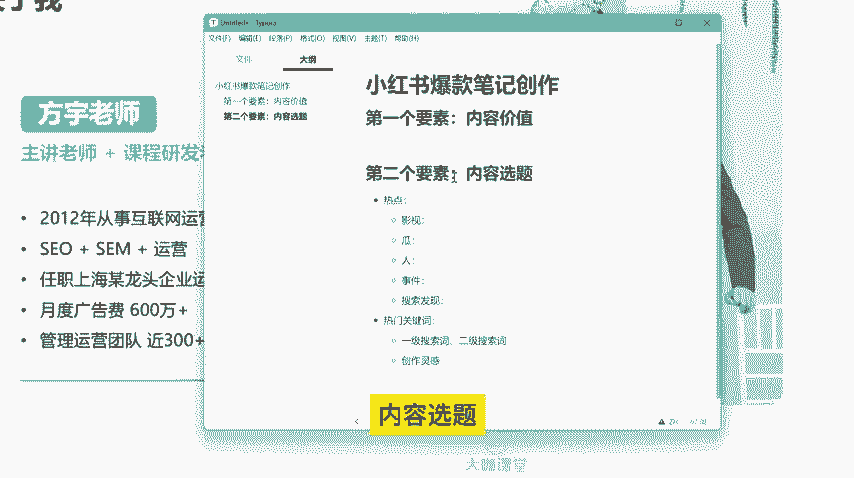 方宇老师
主讲老师 + 课程研发
2012年从事互联网运营
SEO + SEM + 运营
任职上海某龙头企业运
月度广告费 600万+
管理运营团队 近300+
Untitled• Typora
文件(F) 编辑(E) 段落(P) 格式(O) 视图(V) 主题(T) 帮助(H)
文件 大纲
小红书爆款笔记创作
第一个要素：内容价值
第二个要素：内容选题
小红书爆款笔记创作
第一个要素：内容价值
第二个要素：内容选题
热点：
影视：
瓜：
人：
事件：
搜索发现：
热门关键词：
一级搜索词、二级搜索词
创作灵感
内容选题